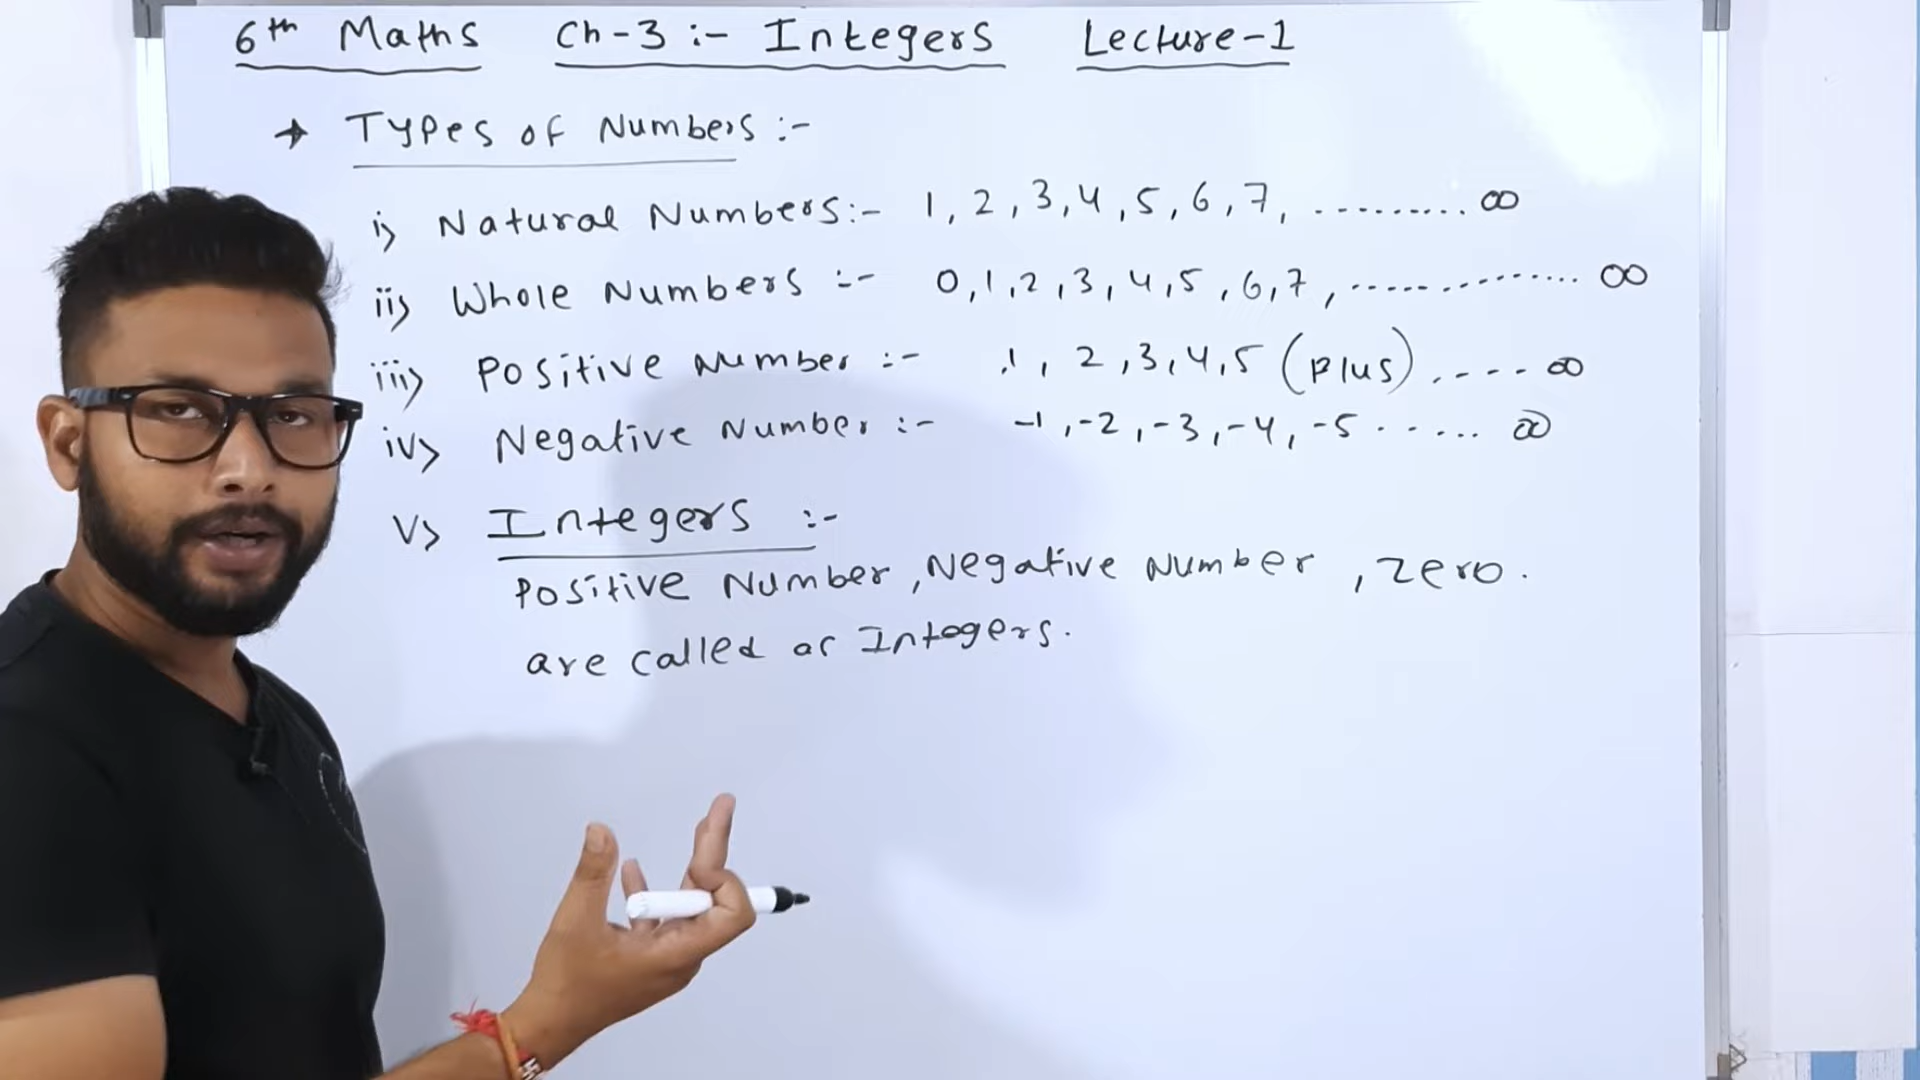 6th Maths Ch-3 :- Integers Lecture-1
→ Types of Numbers :-
i) Natural Numbers:- 1, 2, 3, 4, 5, 6, 7, .......... ∞
ii) Whole Numbers :- 0, 1, 2, 3, 4, 5, 6, 7, .............. ∞
iii) Positive Number :- 1, 2, 3, 4, 5 (Plus) .---- ∞
iv) Negative Number :- -1, -2, -3, -4, -5 ...... ∞
v) Integers :-
Positive Number, Negative Number, Zero.
are called as Integers.